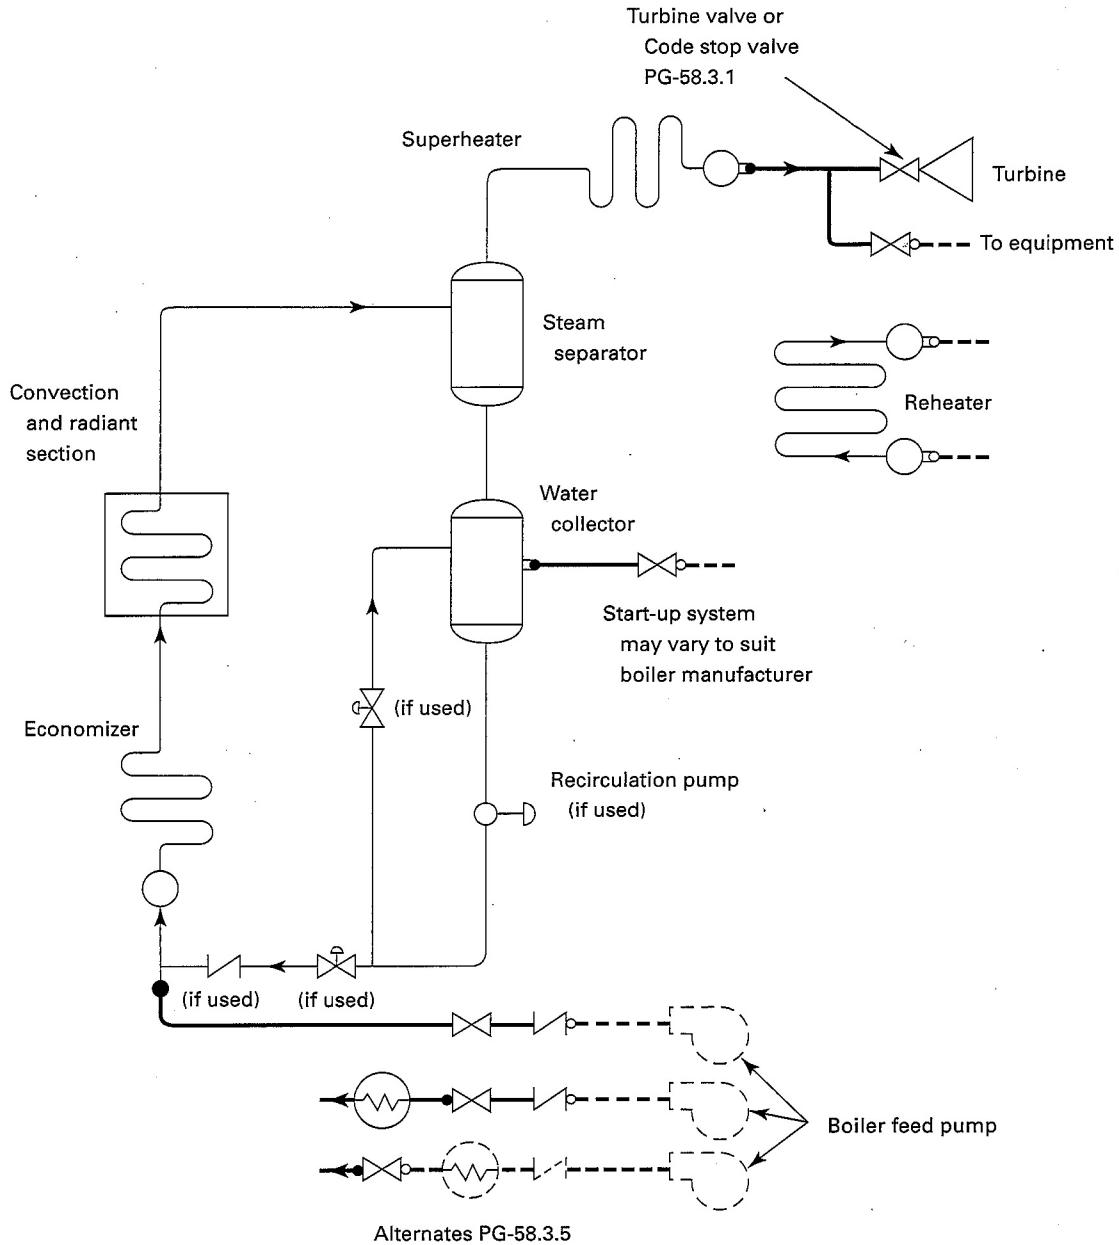 Turbine valve or
Code stop valve
PG-58.3.1
Superheater
Turbine
To equipment
Steam
separator
Convection
and radiant
section
Reheater
Water
collector
Start-up system
may vary to suit
boiler manufacturer
(if used)
Economizer
Recirculation pump
(if used)
(if used)
(if used)
Boiler feed pump
Alternates PG-58.3.5